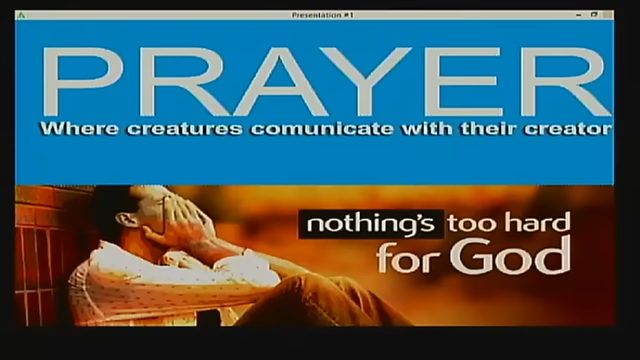 Presentation #1
PRAYER
Where creatures comunicate with their creator
nothing's too hard
for God